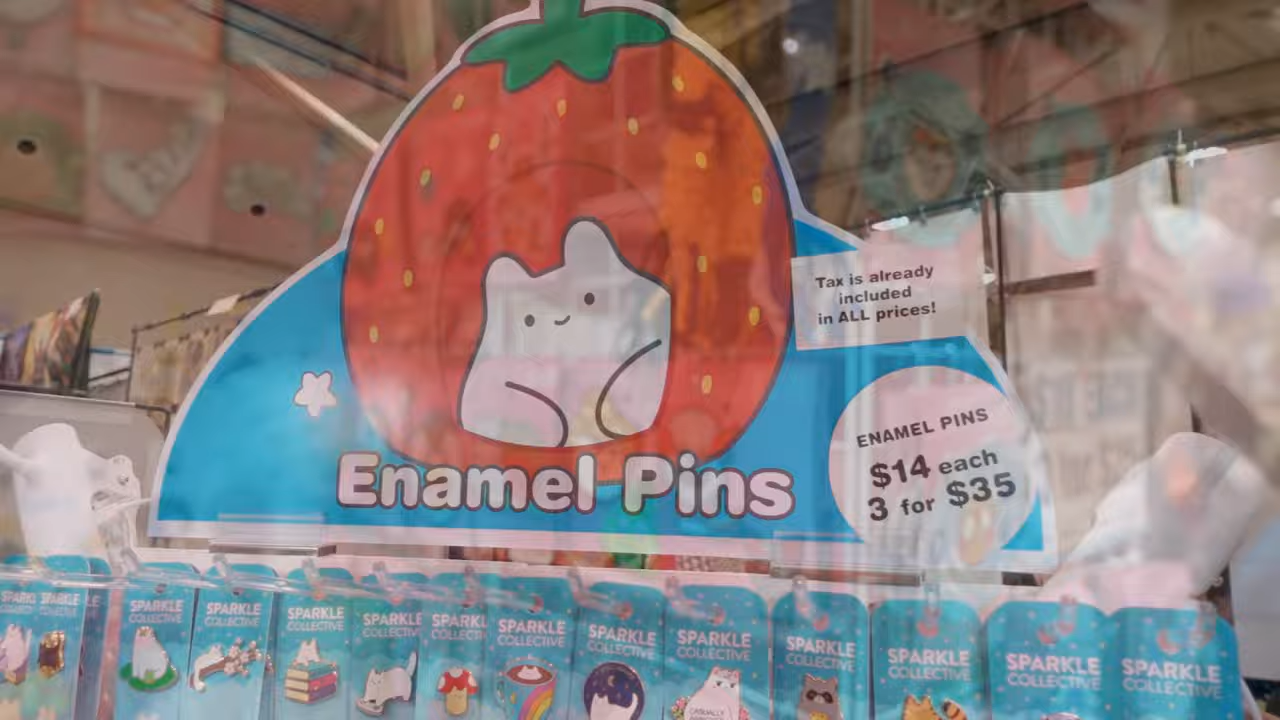 Tax is already
included
in ALL prices!
ENAMEL PINS
$14 each
3 for $35
Enamel Pins
SPARKLE
SPARKLE
COLLECTIVE
SPARKLE
COLLECTIVE
SPARKLE
COLLECTIVE
SPARKLE
COLLECTIVE
SPARKLE
COLLECTIVE
SPARKLE
COLLECTIVE
SPARKLE
COLLECTIVE
SPARKLE
COLLECTIVE
CASUALLY
SPARKLE
COLLECTIVE
SPARKLE
COLLECTIVE
SPARKLE
COLLECTIVE
SPARKLE
COLLECTIVE